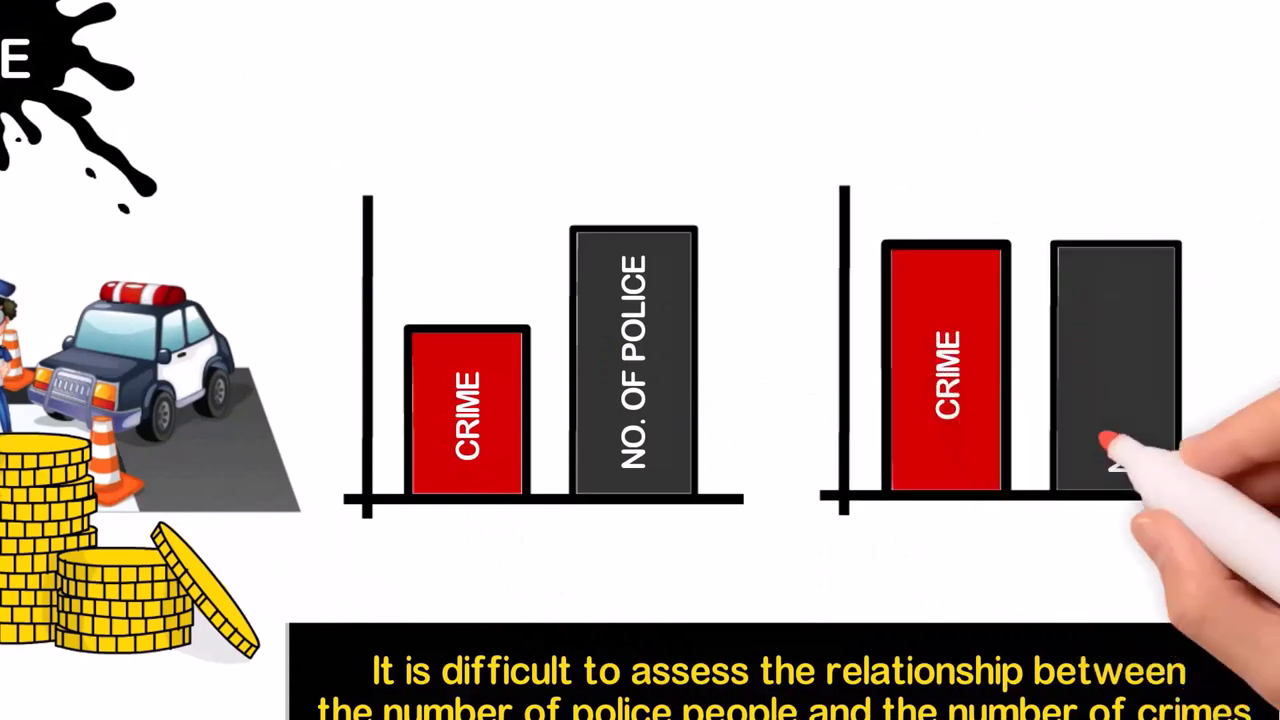 E
CRIME
NO. OF POLICE
CRIME
It is difficult to assess the relationship between
the number of police people and the number of crimes